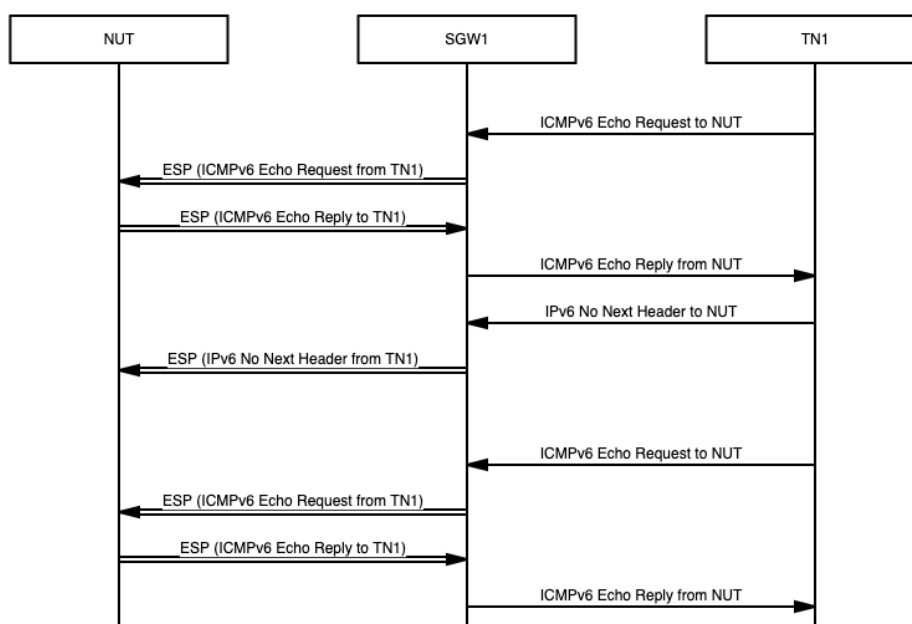 NUT
SGW1
TN1
ICMPv6 Echo Request to NUT
ESP (ICMPv6 Echo Request from TN1)
ESP (ICMPv6 Echo Reply to TN1)
ICMPv6 Echo Reply from NUT
IPv6 No Next Header to NUT
ESP (IPv6 No Next Header from TN1)
ICMPv6 Echo Request to NUT
ESP (ICMPv6 Echo Request from TN1)
ESP (ICMPv6 Echo Reply to TN1)
ICMPv6 Echo Reply from NUT